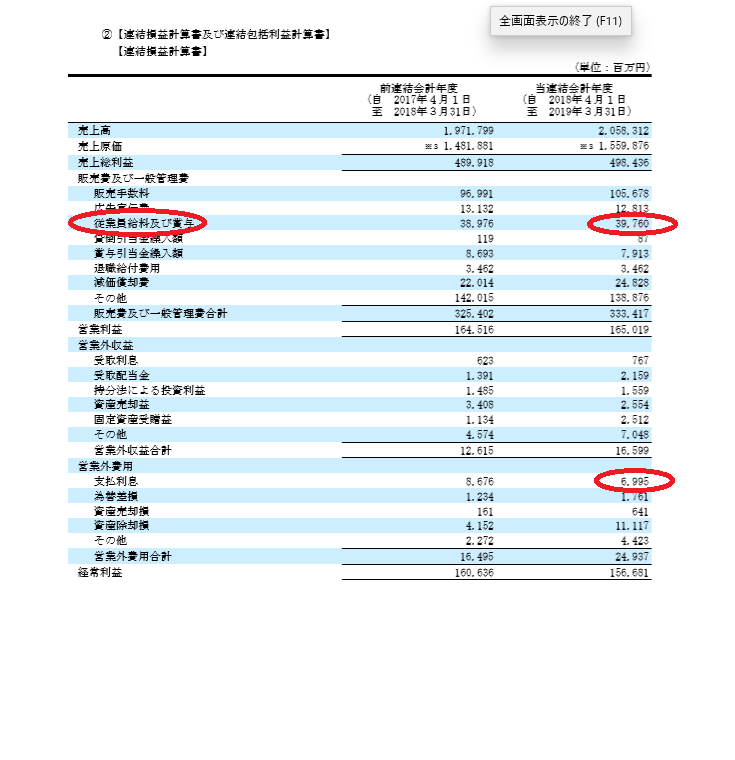 全画面表示の終了 (F11)
②【連結損益計算書及び連結包括利益計算書】
【連結損益計算書】
(単位：百万円)
前連結会計年度 当連結会計年度
(自 2017年4月1日 (自 2018年4月1日
至 2018年3月31日) 至 2019年3月31日)
売上高 1,971,799 2,058,312
売上原価 ※3 1,481,881 ※3 1,559,876
売上総利益 489,918 498,436
販売費及び一般管理費
販売手数料 96,991 105,678
広告宣伝費 13,132 12,813
従業員給料及び賞与 38,976 39,760
貸倒引当金繰入額 119 87
賞与引当金繰入額 8,693 7,913
退職給付費用 3,462 3,462
減価償却費 22,014 24,828
その他 142,015 138,876
販売費及び一般管理費合計 325,402 333,417
営業利益 164,516 165,019
営業外収益
受取利息 623 767
受取配当金 1,391 2,159
持分法による投資利益 1,485 1,559
資産売却益 3,408 2,554
固定資産受贈益 1,134 2,512
その他 4,574 7,048
営業外収益合計 12,615 16,599
営業外費用
支払利息 8,676 6,995
為替差損 1,234 1,761
資産売却損 161 641
資産除却損 4,152 11,117
その他 2,272 4,423
営業外費用合計 16,495 24,937
経常利益 160,636 156,681